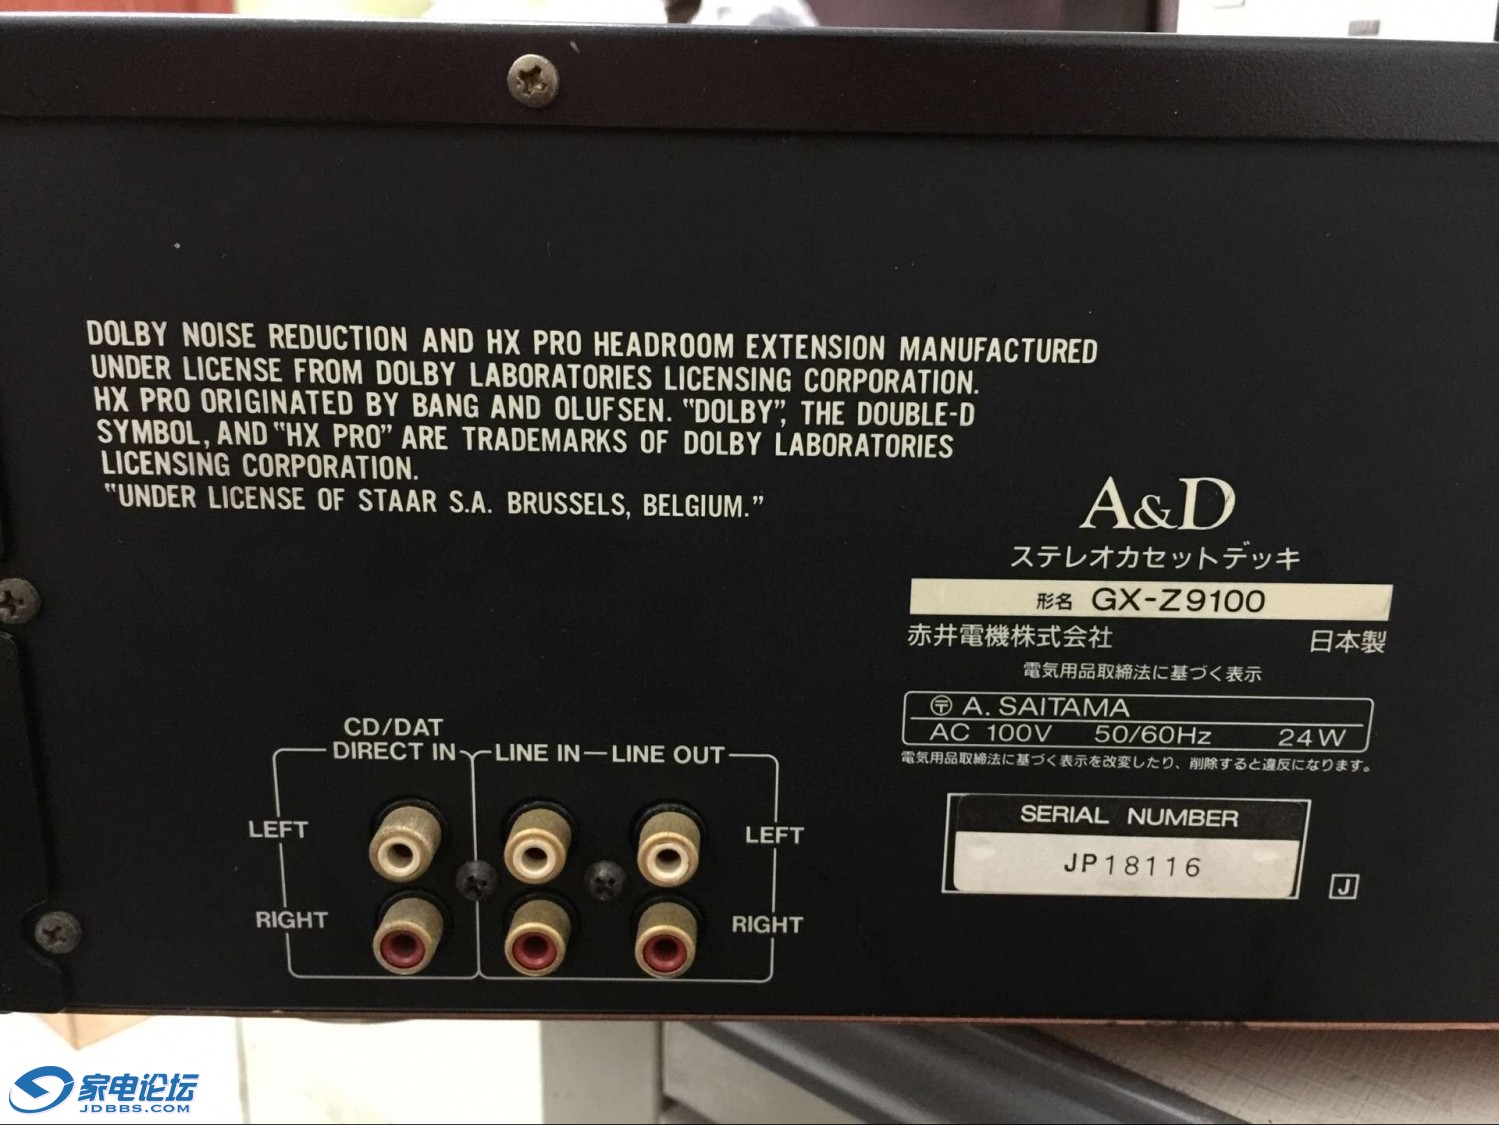 DOLBY NOISE REDUCTION AND HX PRO HEADROOM EXTENSION MANUFACTURED
UNDER LICENSE FROM DOLBY LABORATORIES LICENSING CORPORATION.
HX PRO ORIGINATED BY BANG AND OLUFSEN. "DOLBY", THE DOUBLE-D
SYMBOL, AND "HX PRO" ARE TRADEMARKS OF DOLBY LABORATORIES
LICENSING CORPORATION.
"UNDER LICENSE OF STAAR S.A. BRUSSELS, BELGIUM."
A&D
ステレオカセットデッキ
形名 GX-Z9100
赤井電機株式会社 日本製
電気用品取締法に基づく表示
〶 A. SAITAMA
AC 100V 50/60Hz 24W
電気用品取締法に基づく表示を改変したり、削除すると違反になります。
SERIAL NUMBER
JP18116
J
CD/DAT
DIRECT IN LINE IN LINE OUT
LEFT LEFT
RIGHT RIGHT
家电论坛
JDBBS.COM